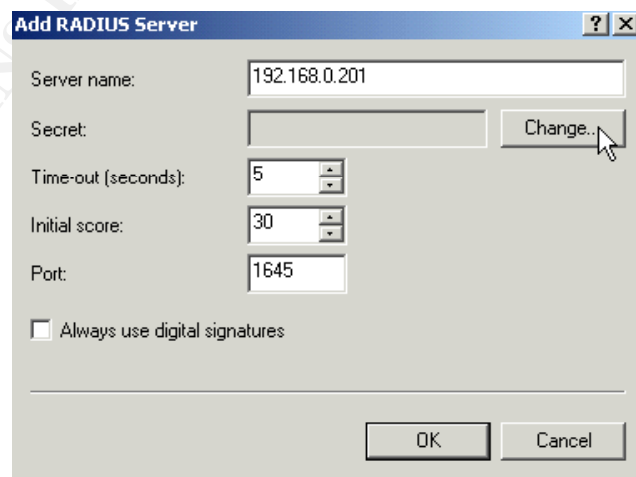 Add RADIUS Server
Server name: 192.168.0.201
Secret: Change...
Time-out (seconds): 5
Initial score: 30
Port: 1645
Always use digital signatures
OK Cancel